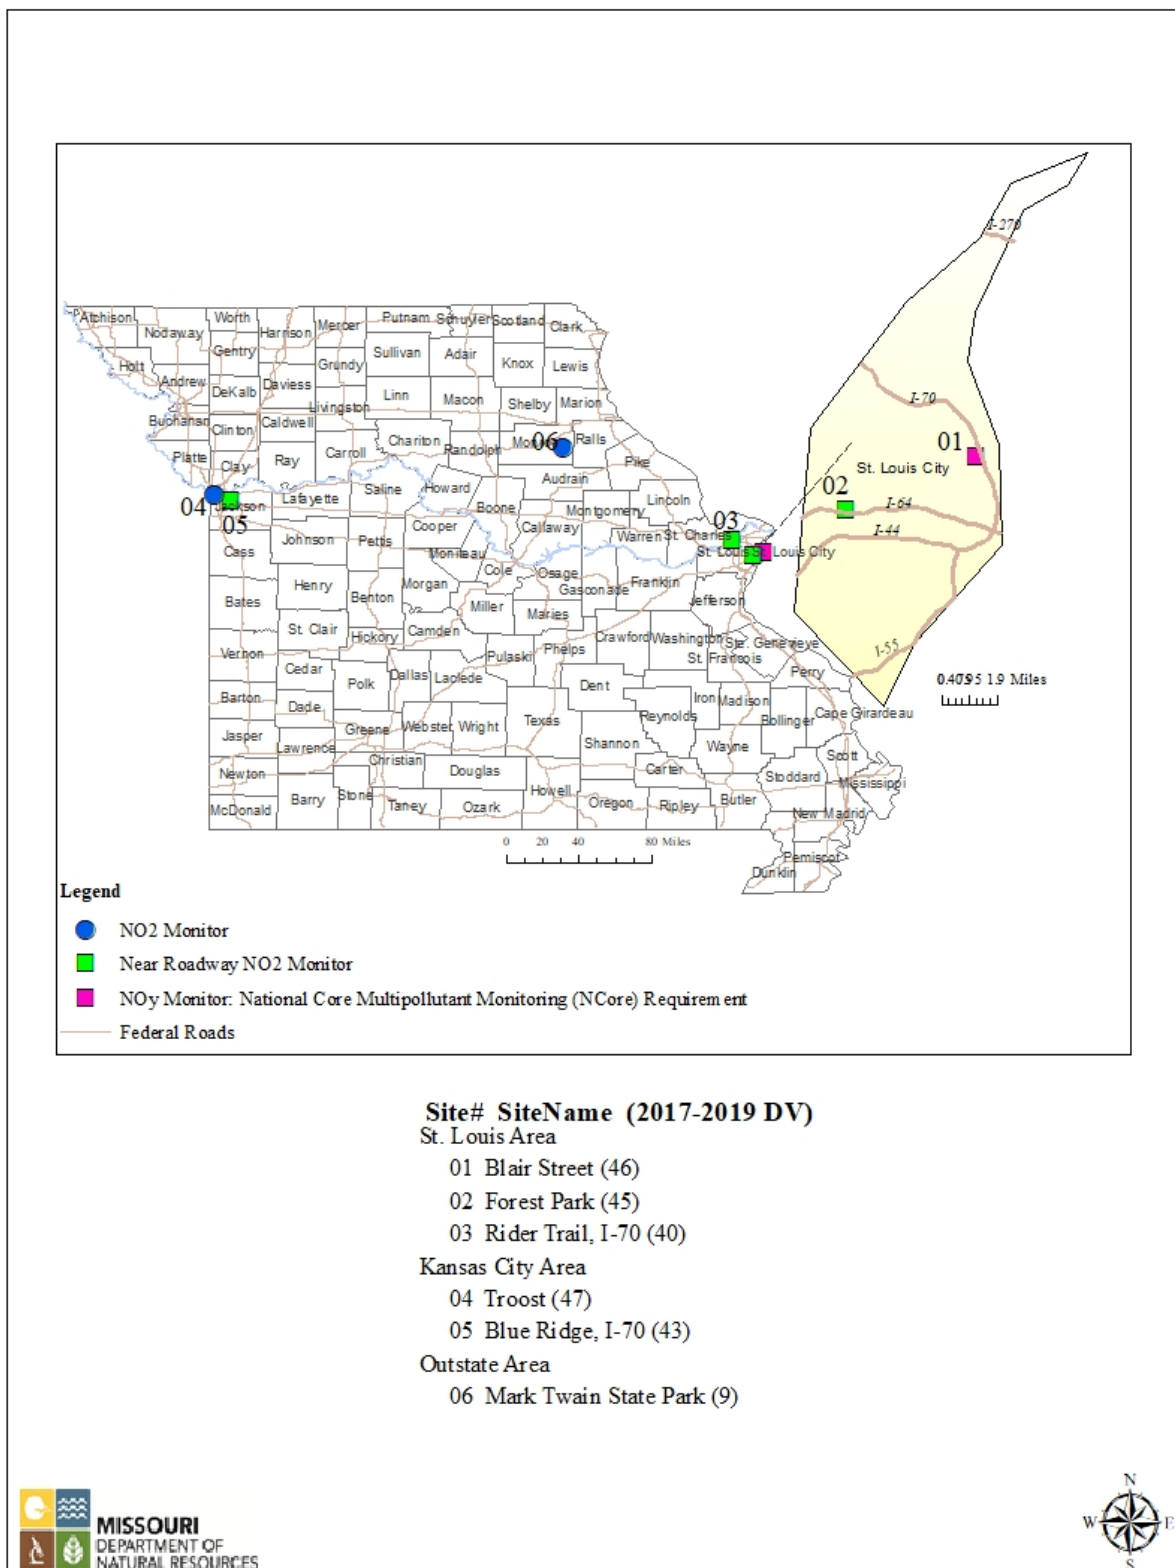 I-270
Atchison
Nodaway
Worth
Harrison
Mercer
Putnam
Schuyler
Scotland
Clark
Holt
Andrew
Gentry
DeKalb
Daviess
Grundy
Sullivan
Adair
Knox
Lewis
Livingston
Linn
Macon
Shelby
Marion
Buchanan
Clinton
Caldwell
Platte
Clay
Ray
Carroll
Chariton
Randolph
06
Ralls
Pike
Audrain
I-70
01
St. Louis City
02
I-64
I-44
04
Jackson
05
Lafayette
Saline
Howard
Boone
Callaway
Montgomery
Lincoln
Warren
St. Charles
03
St. Louis
St. Louis City
Cass
Johnson
Pettis
Cooper
Moniteau
Cole
Osage
Gasconade
Franklin
Jefferson
Bates
Henry
Benton
Morgan
Miller
Maries
St. Clair
Hickory
Camden
Pulaski
Phelps
Crawford
Washington
Ste. Genevieve
St. Francois
Perry
I-55
Vernon
Cedar
Polk
Dallas
Laclede
Dent
Iron
Madison
Bollinger
Cape Girardeau
1.9 Miles
Barton
Dade
Greene
Webster
Wright
Texas
Reynolds
Shannon
Wayne
Scott
Jasper
Lawrence
Christian
Douglas
Howell
Carter
Stoddard
Mississippi
Newton
McDonald
Barry
Stone
Taney
Ozark
Oregon
Ripley
Butler
New Madrid
Pemiscot
Dunklin
0 20 40 80 Miles
Legend
NO2 Monitor
Near Roadway NO2 Monitor
NOy Monitor: National Core Multipollutant Monitoring (NCore) Requirement
Federal Roads
Site# SiteName (2017-2019 DV)
St. Louis Area
01 Blair Street (46)
02 Forest Park (45)
03 Rider Trail, I-70 (40)
Kansas City Area
04 Troost (47)
05 Blue Ridge, I-70 (43)
Outstate Area
06 Mark Twain State Park (9)
MISSOURI
DEPARTMENT OF
NATURAL RESOURCES
N
W E
S